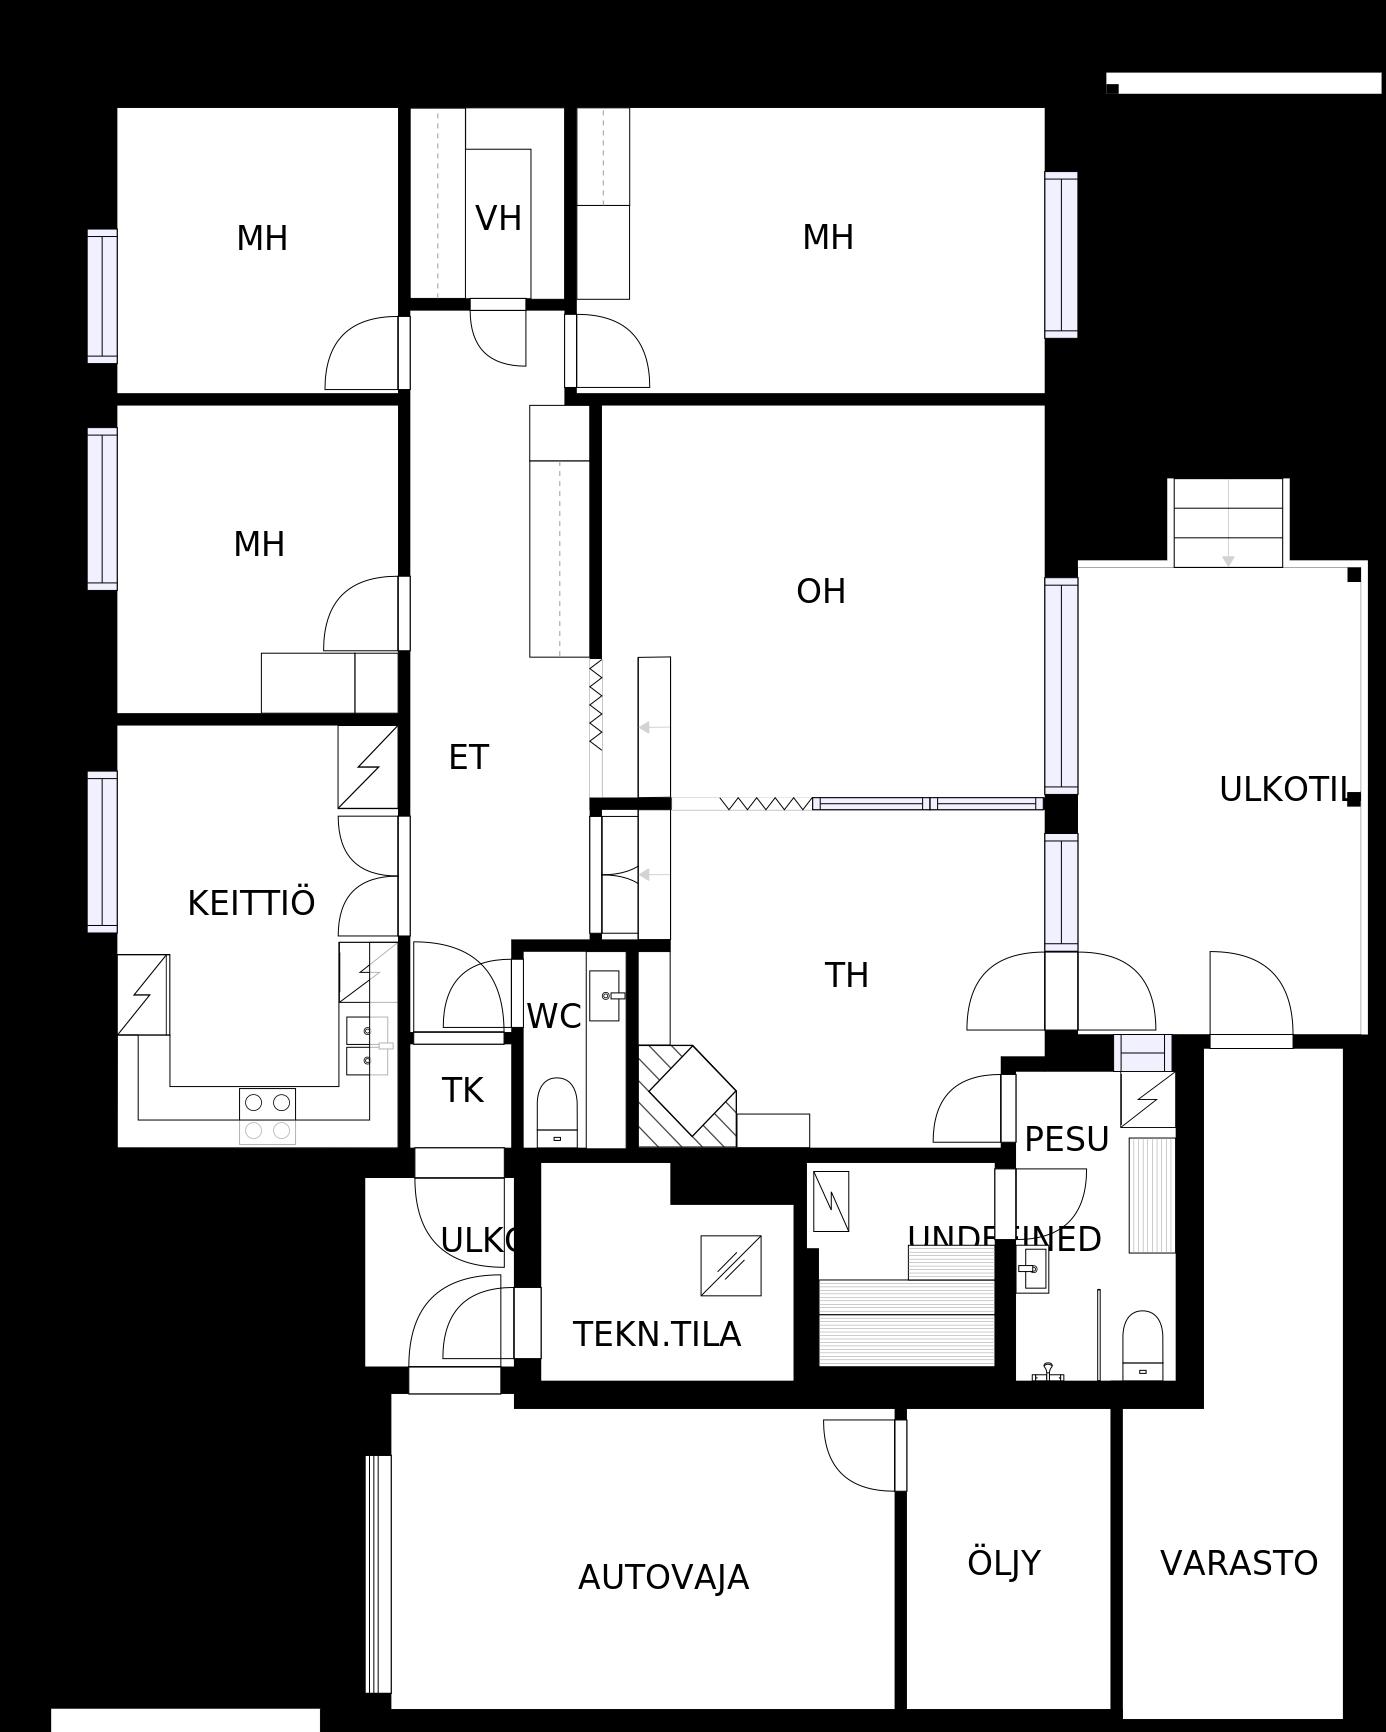 VH
MH
MH
MH
OH
ET
ULKOTIL
KEITTIÖ
TH
WC
TK
PESU
ULKO
UNDEFINED
TEKN.TILA
AUTOVAJA
ÖLJY
VARASTO